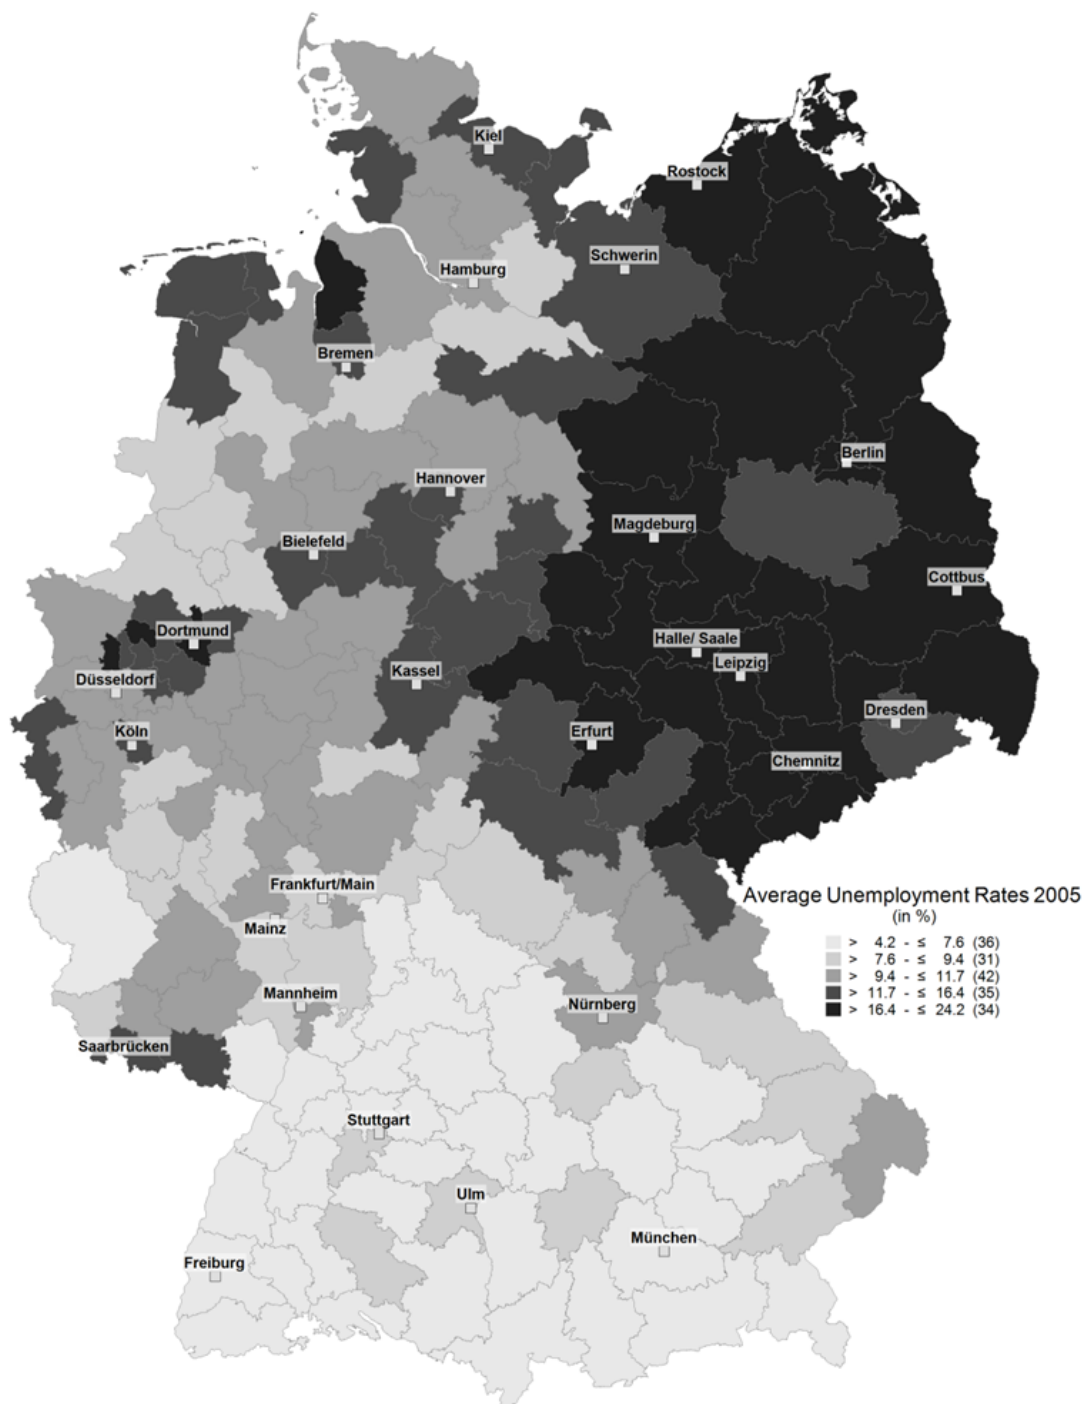 Kiel
Rostock
Schwerin
Hamburg
Bremen
Berlin
Hannover
Magdeburg
Bielefeld
Cottbus
Dortmund
Halle/ Saale
Leipzig
Kassel
Düsseldorf
Dresden
Köln
Erfurt
Chemnitz
Frankfurt/Main
Mainz
Mannheim
Nürnberg
Saarbrücken
Stuttgart
Ulm
München
Freiburg
Average Unemployment Rates 2005
(in %)
> 4.2 - ≤ 7.6 (36)
> 7.6 - ≤ 9.4 (31)
> 9.4 - ≤ 11.7 (42)
> 11.7 - ≤ 16.4 (35)
> 16.4 - ≤ 24.2 (34)